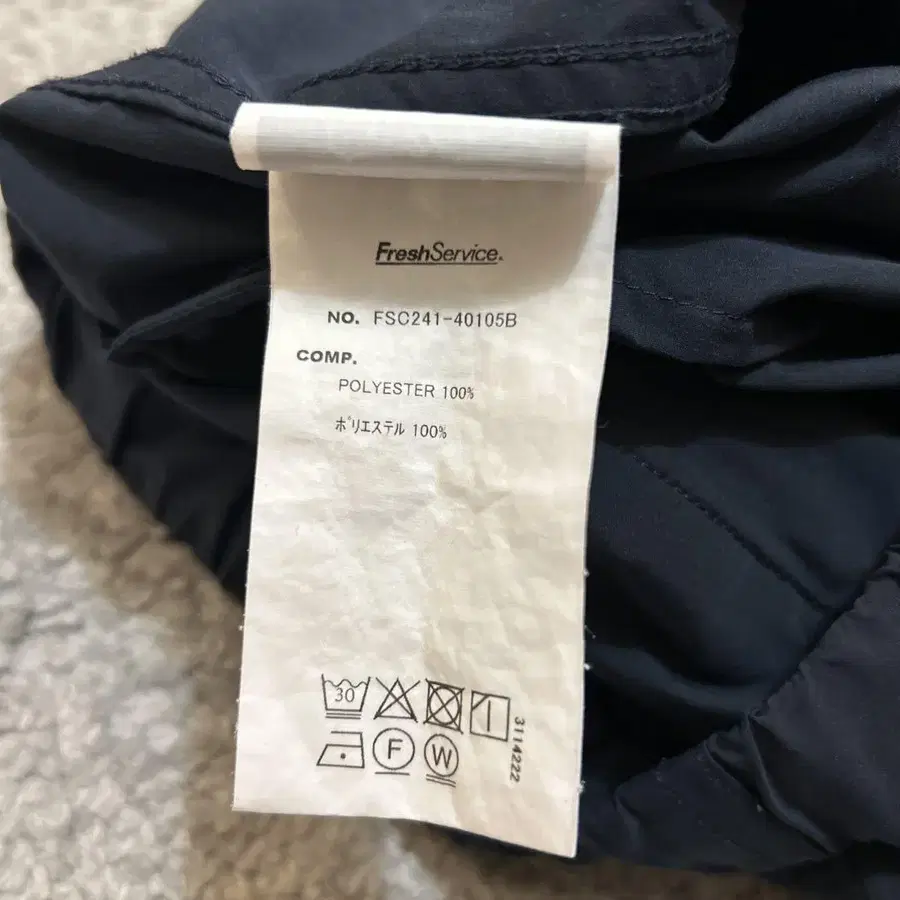 FreshService.
NO. FSC241-40105B
COMP.
POLYESTER 100%
ポリエステル 100%
30
F W
3114222